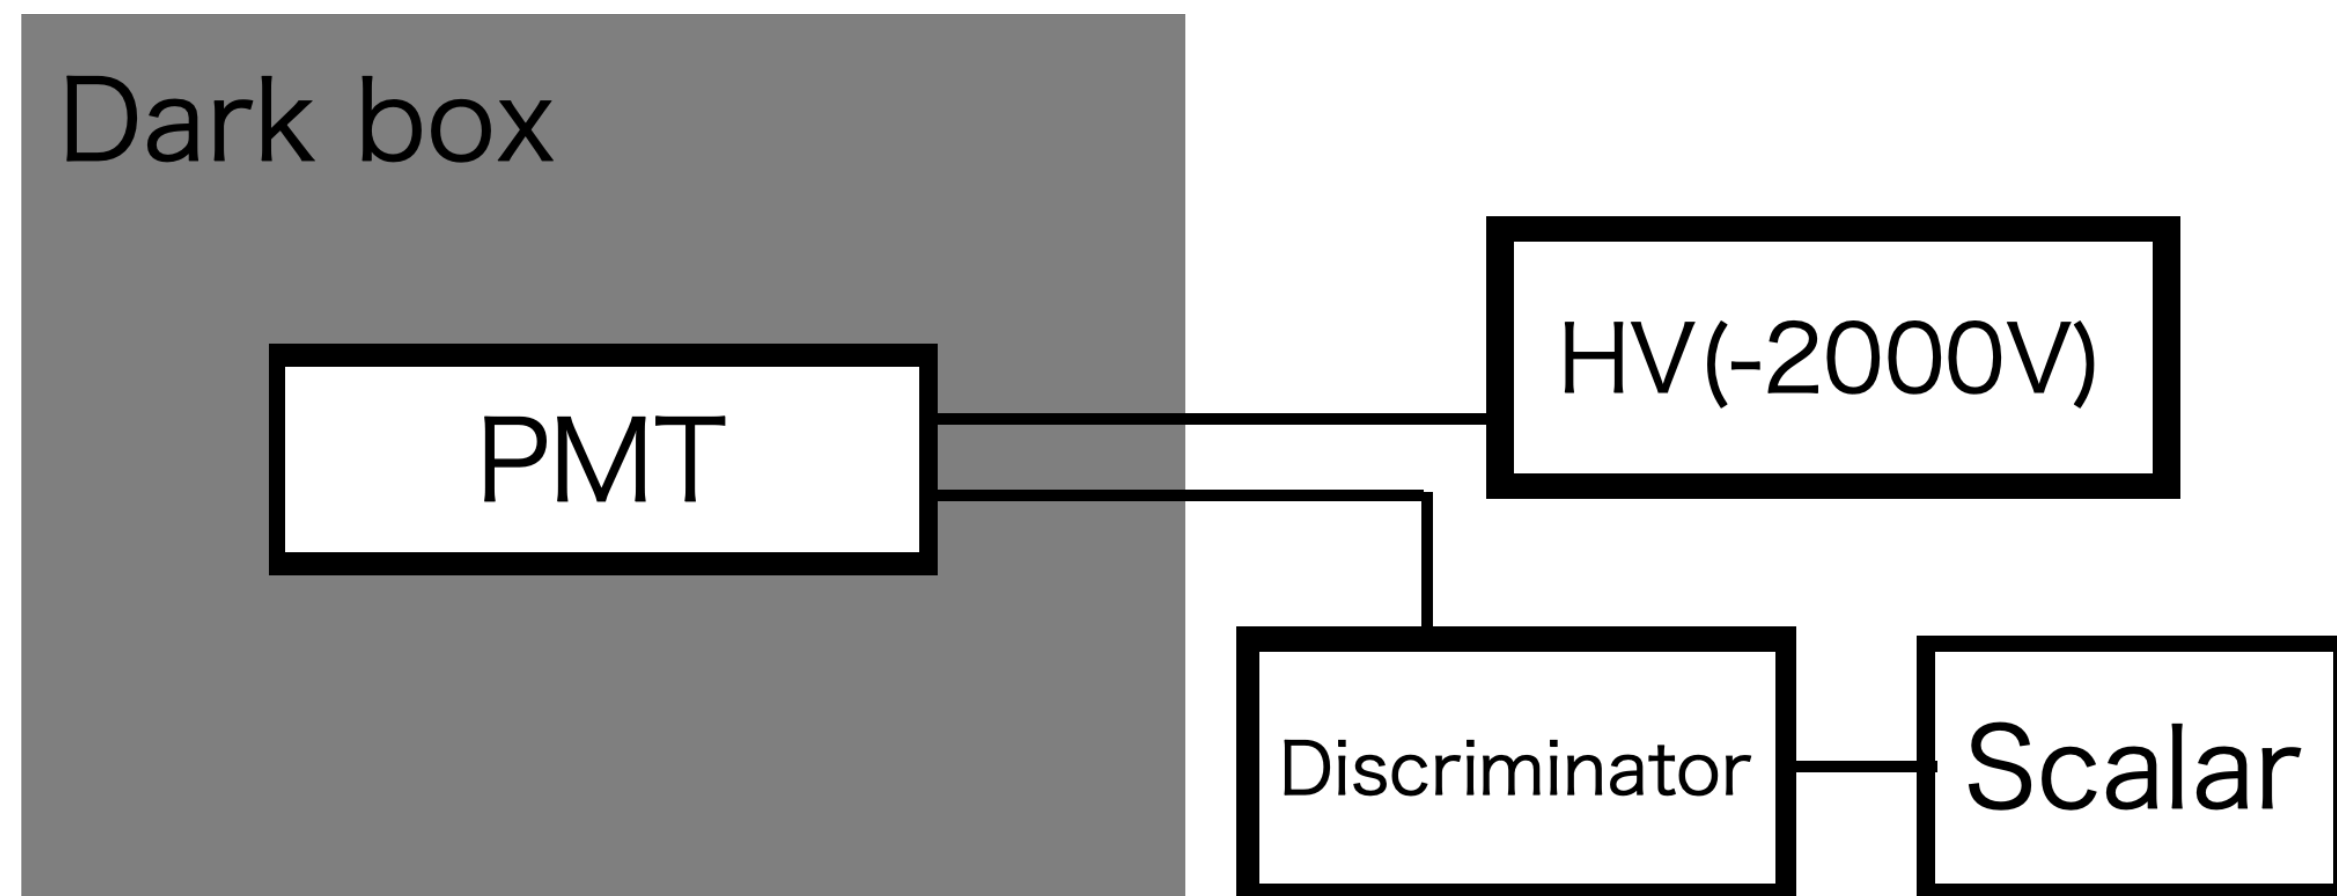 Dark box
HV(-2000V)
PMT
Discriminator
Scalar